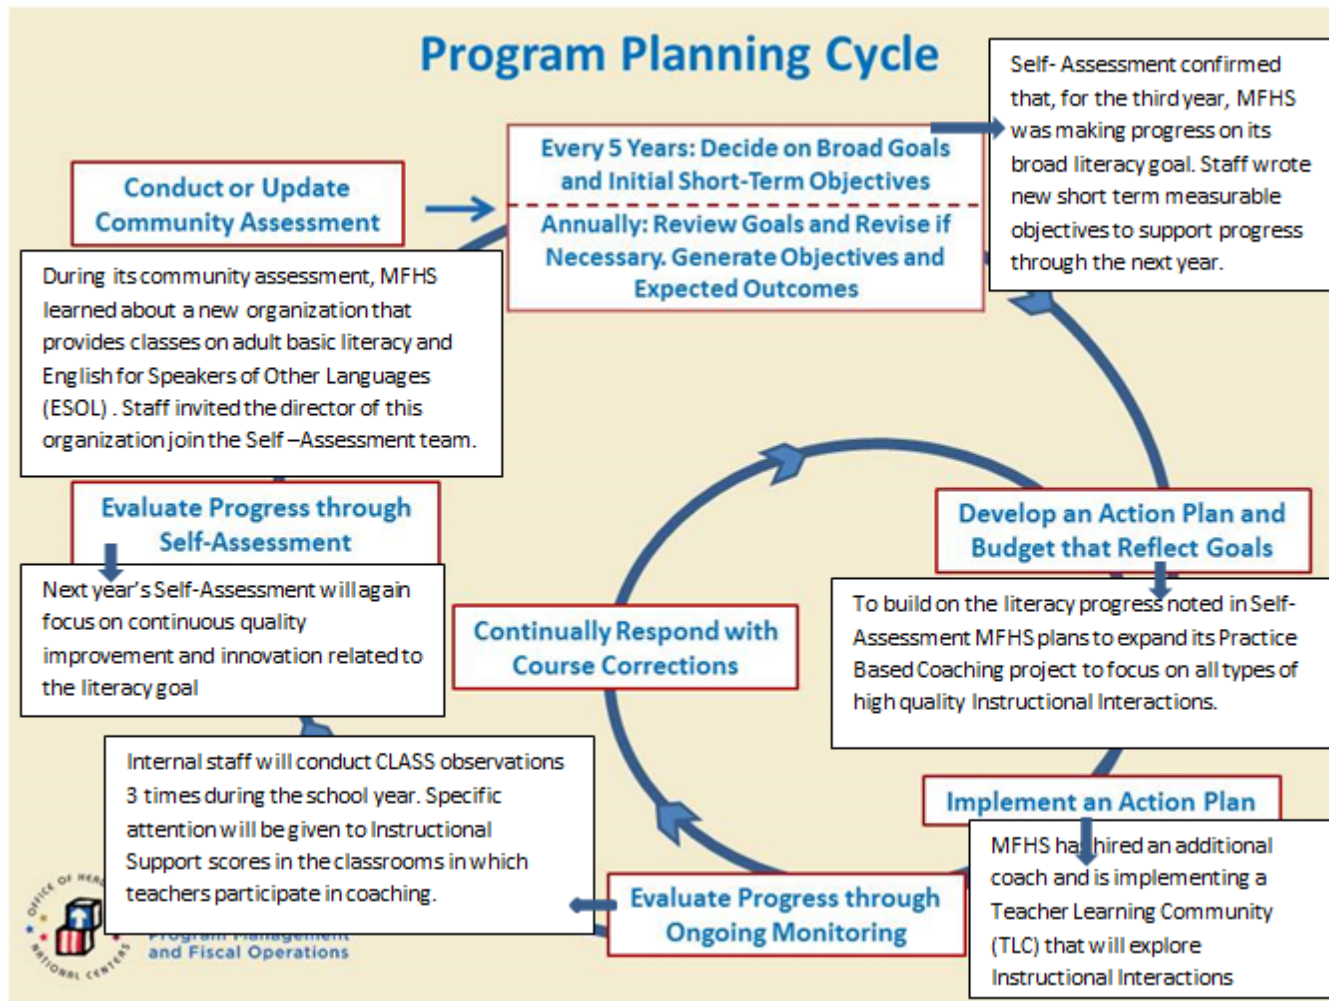 Program Planning Cycle
Self- Assessment confirmed
that, for the third year, MFHS
was making progress on its
broad literacy goal. Staff wrote
new short term measurable
objectives to support progress
through the next year.
Every 5 Years: Decide on Broad Goals
and Initial Short-Term Objectives
Annually: Review Goals and Revise if
Necessary. Generate Objectives and
Expected Outcomes
Conduct or Update
Community Assessment
During its community assessment, MFHS
learned about a new organization that
provides classes on adult basic literacy and
English for Speakers of Other Languages
(ESOL) . Staff invited the director of this
organization join the Self –Assessment team.
Evaluate Progress through
Self-Assessment
Next year's Self-Assessment will again
focus on continuous quality
improvement and innovation related to
the literacy goal
Develop an Action Plan and
Budget that Reflect Goals
To build on the literacy progress noted in Self-
Assessment MFHS plans to expand its Practice
Based Coaching project to focus on all types of
high quality Instructional Interactions.
Continually Respond with
Course Corrections
Implement an Action Plan
MFHS has hired an additional
coach and is implementing a
Teacher Learning Community
(TLC) that will explore
Instructional Interactions
Evaluate Progress through
Ongoing Monitoring
Internal staff will conduct CLASS observations
3 times during the school year. Specific
attention will be given to Instructional
Support scores in the classrooms in which
teachers participate in coaching.
OFFICE OF
NATIONAL CENTERS
Program Management
and Fiscal Operations